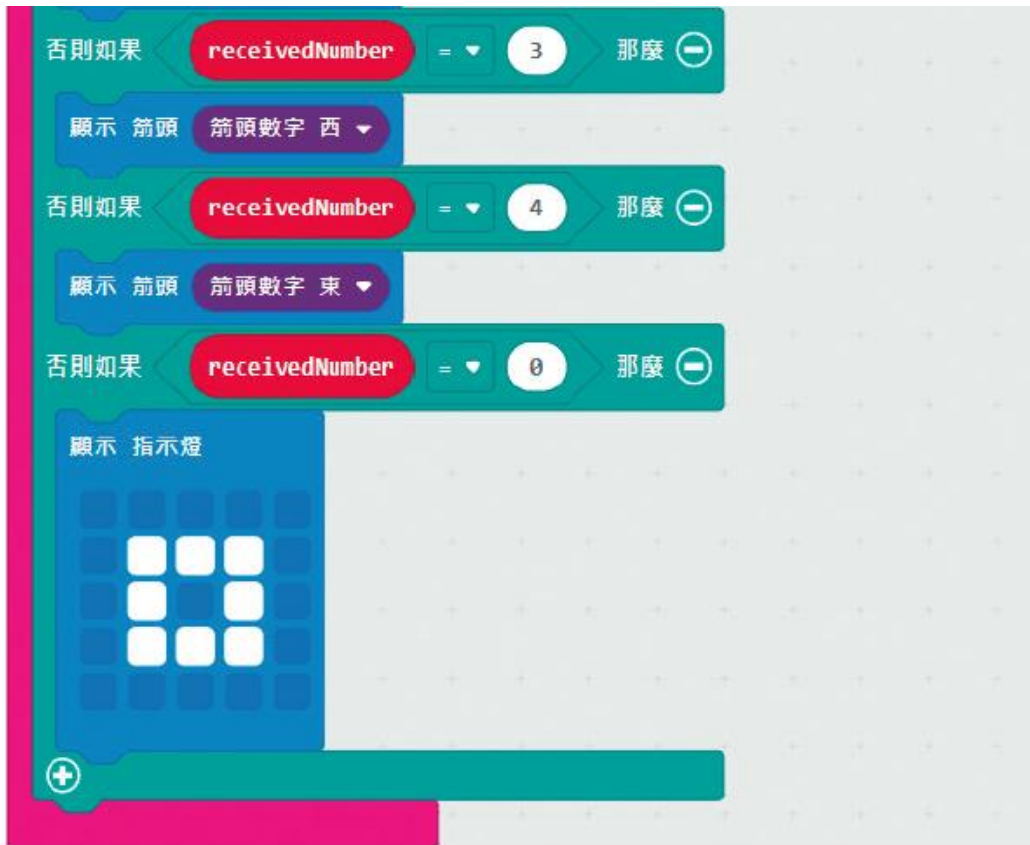 否則如果 receivedNumber = 3 那麼
顯示 箭頭 箭頭數字 西
否則如果 receivedNumber = 4 那麼
顯示 箭頭 箭頭數字 東
否則如果 receivedNumber = 0 那麼
顯示 指示燈